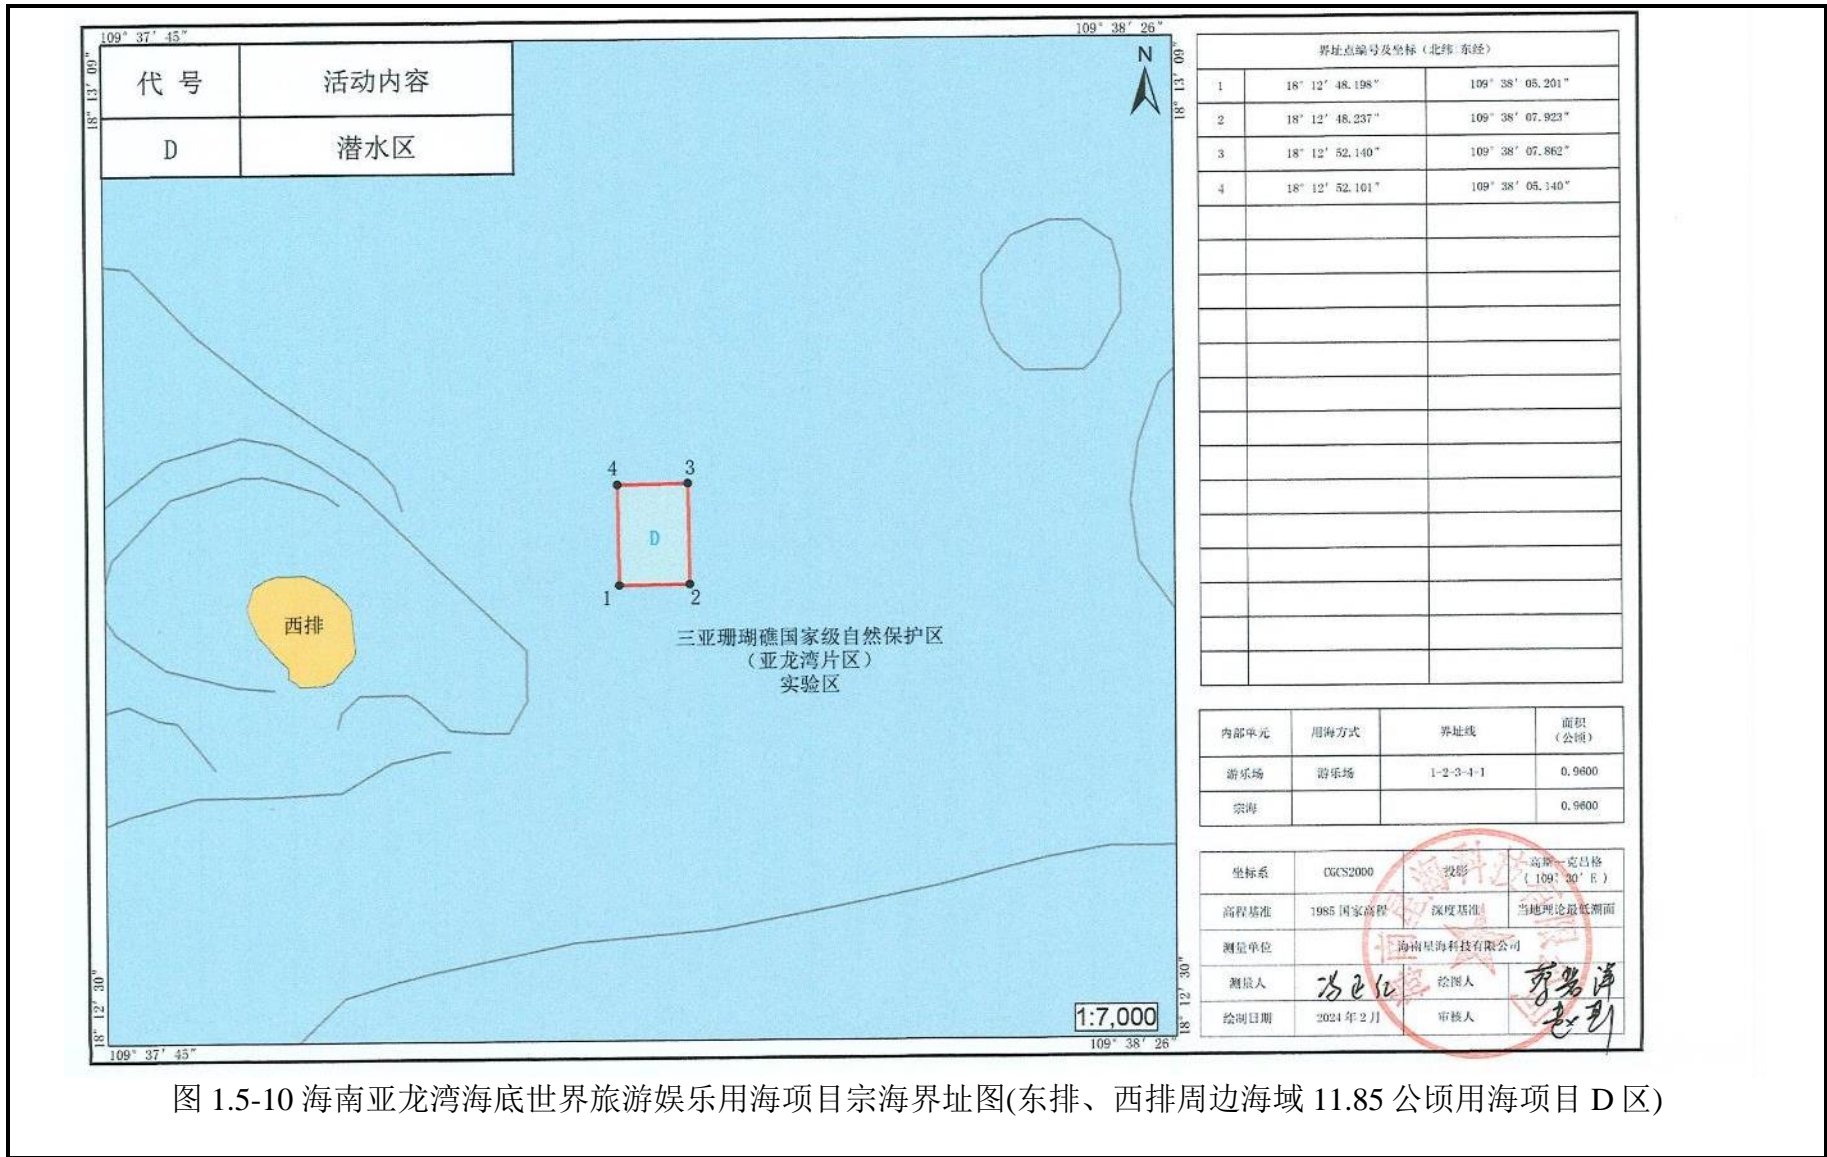 109° 37′ 45″
109° 38′ 26″
18° 13′ 09″
18° 13′ 09″
代 号 活动内容
D 潜水区
N
4 3
D
1 2
西排
三亚珊瑚礁国家级自然保护区
（亚龙湾片区）
实验区
1:7,000
18° 12′ 30″
18° 12′ 30″
109° 37′ 45″
109° 38′ 26″
界址点编号及坐标（北纬 东经）
1 18° 12′ 48.198″ 109° 38′ 05.201″
2 18° 12′ 48.237″ 109° 38′ 07.923″
3 18° 12′ 52.140″ 109° 38′ 07.862″
4 18° 12′ 52.101″ 109° 38′ 05.140″
内部单元 用海方式 界址线 面积
（公顷）
游乐场 游乐场 1-2-3-4-1 0.9600
宗海 0.9600
坐标系 CGCS2000 投影 高斯—克吕格
（ 109° 30′ E ）
高程基准 1985 国家高程 深度基准 当地理论最低潮面
测量单位 海南星海科技有限公司
测量人 冯正仁 绘图人
绘制日期 2024 年 2 月 审核人
海南星海科技有限公司
图 1.5-10 海南亚龙湾海底世界旅游娱乐用海项目宗海界址图(东排、西排周边海域 11.85 公顷用海项目 D 区)